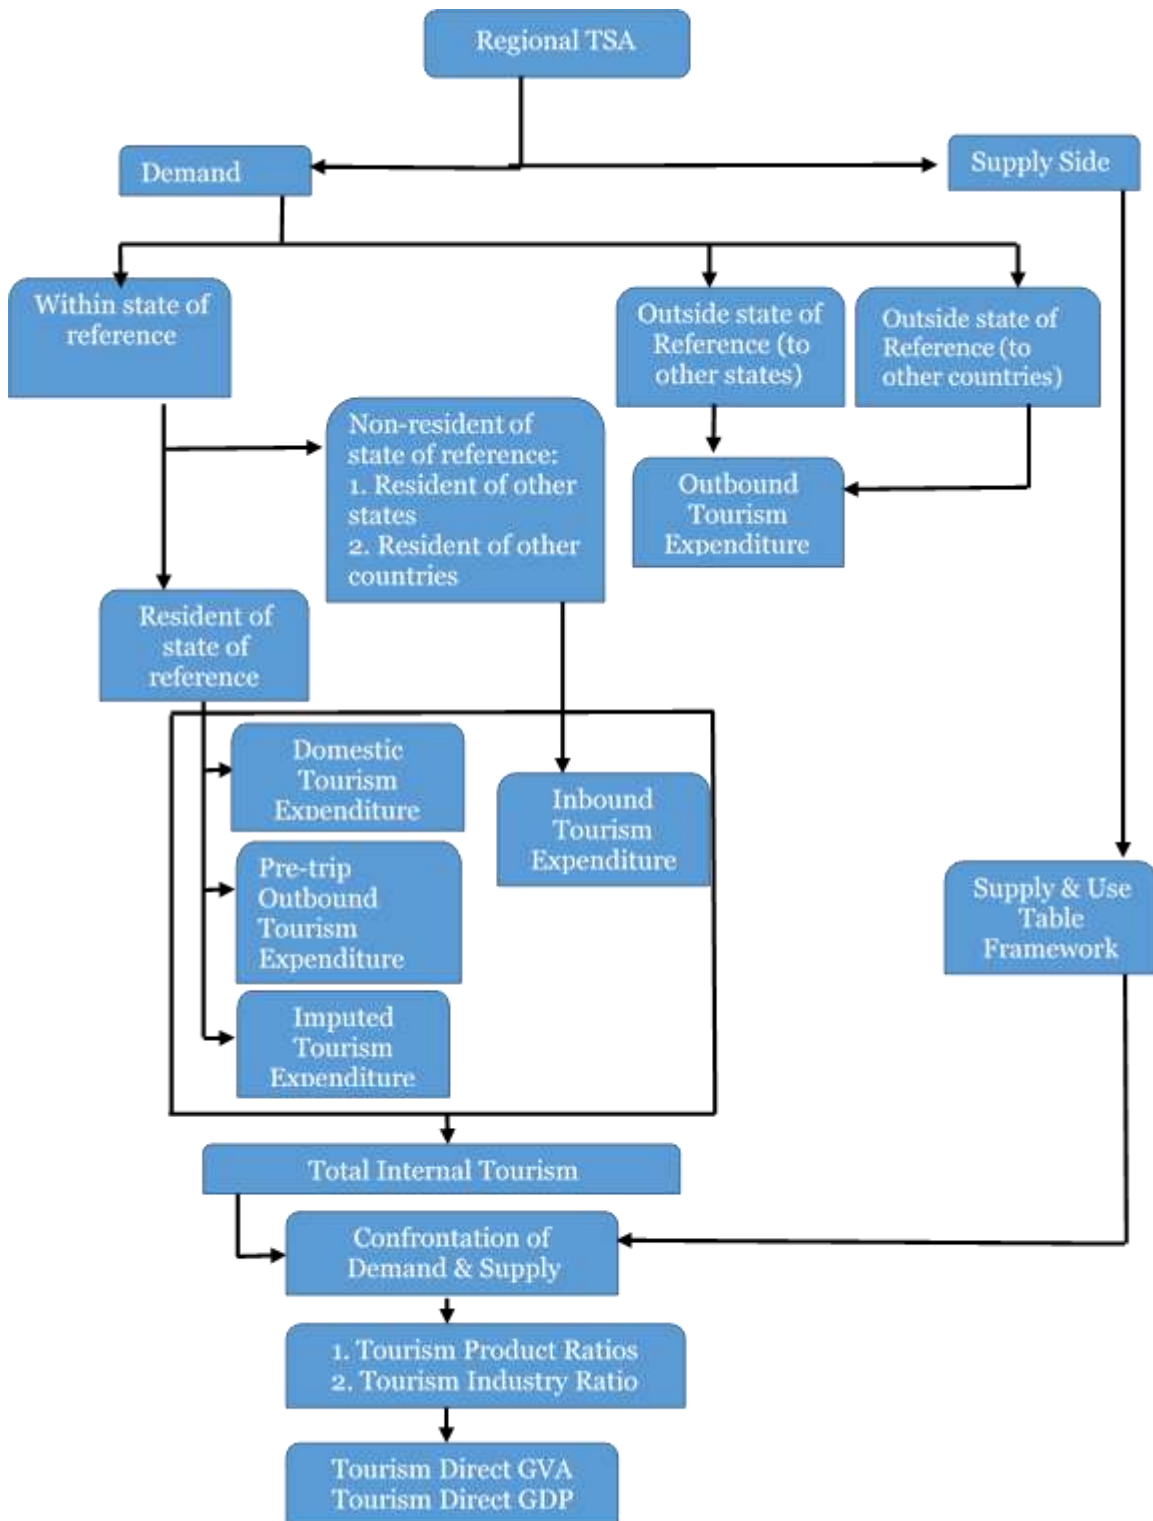 Regional TSA
Demand
Supply Side
Within state of
reference
Outside state of
Reference (to
other states)
Outside state of
Reference (to
other countries)
Non-resident of
state of reference:
1. Resident of other
states
2. Resident of other
countries
Outbound
Tourism
Expenditure
Resident of
state of
reference
Domestic
Tourism
Expenditure
Inbound
Tourism
Expenditure
Pre-trip
Outbound
Tourism
Expenditure
Supply & Use
Table
Framework
Imputed
Tourism
Expenditure
Total Internal Tourism
Confrontation of
Demand & Supply
1. Tourism Product Ratios
2. Tourism Industry Ratio
Tourism Direct GVA
Tourism Direct GDP